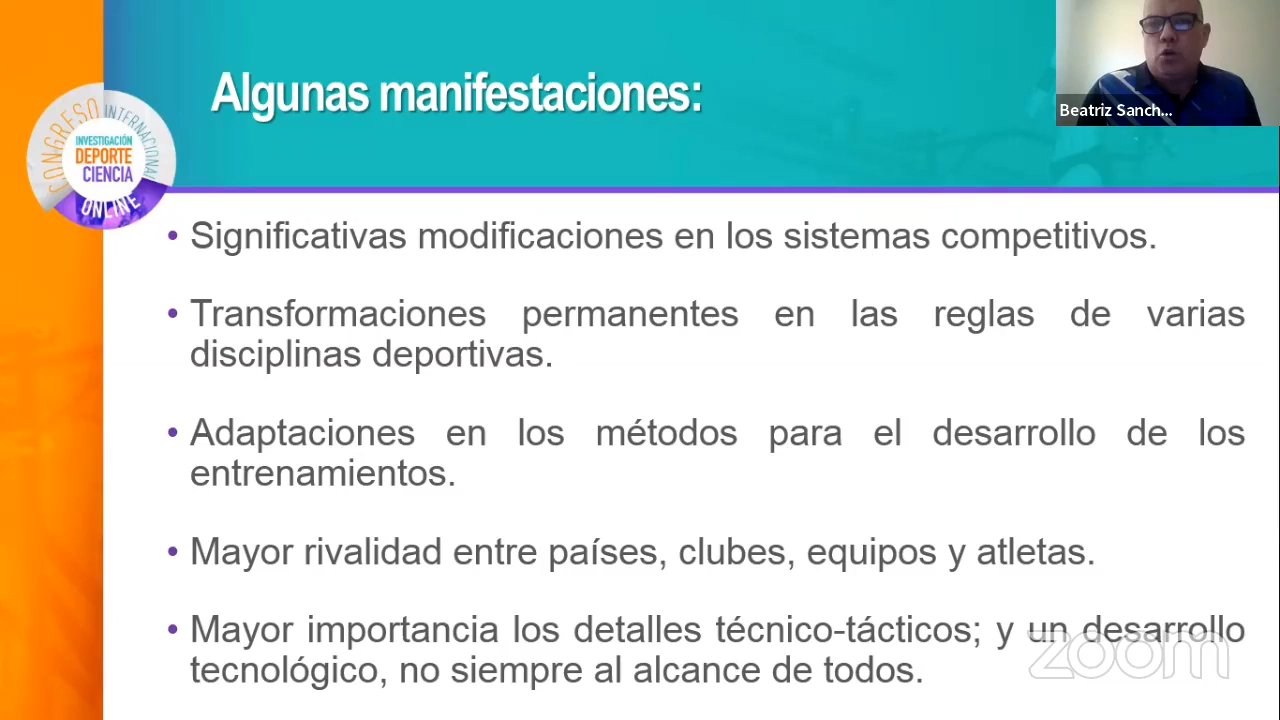 Algunas manifestaciones:
Beatriz Sanch...
CONGRESO INTERNACIONAL
INVESTIGACIÓN
DEPORTE
CIENCIA
ONLINE
• Significativas modificaciones en los sistemas competitivos.
• Transformaciones permanentes en las reglas de varias
disciplinas deportivas.
• Adaptaciones en los métodos para el desarrollo de los
entrenamientos.
• Mayor rivalidad entre países, clubes, equipos y atletas.
• Mayor importancia los detalles técnico-tácticos; y un desarrollo
tecnológico, no siempre al alcance de todos.
zoom